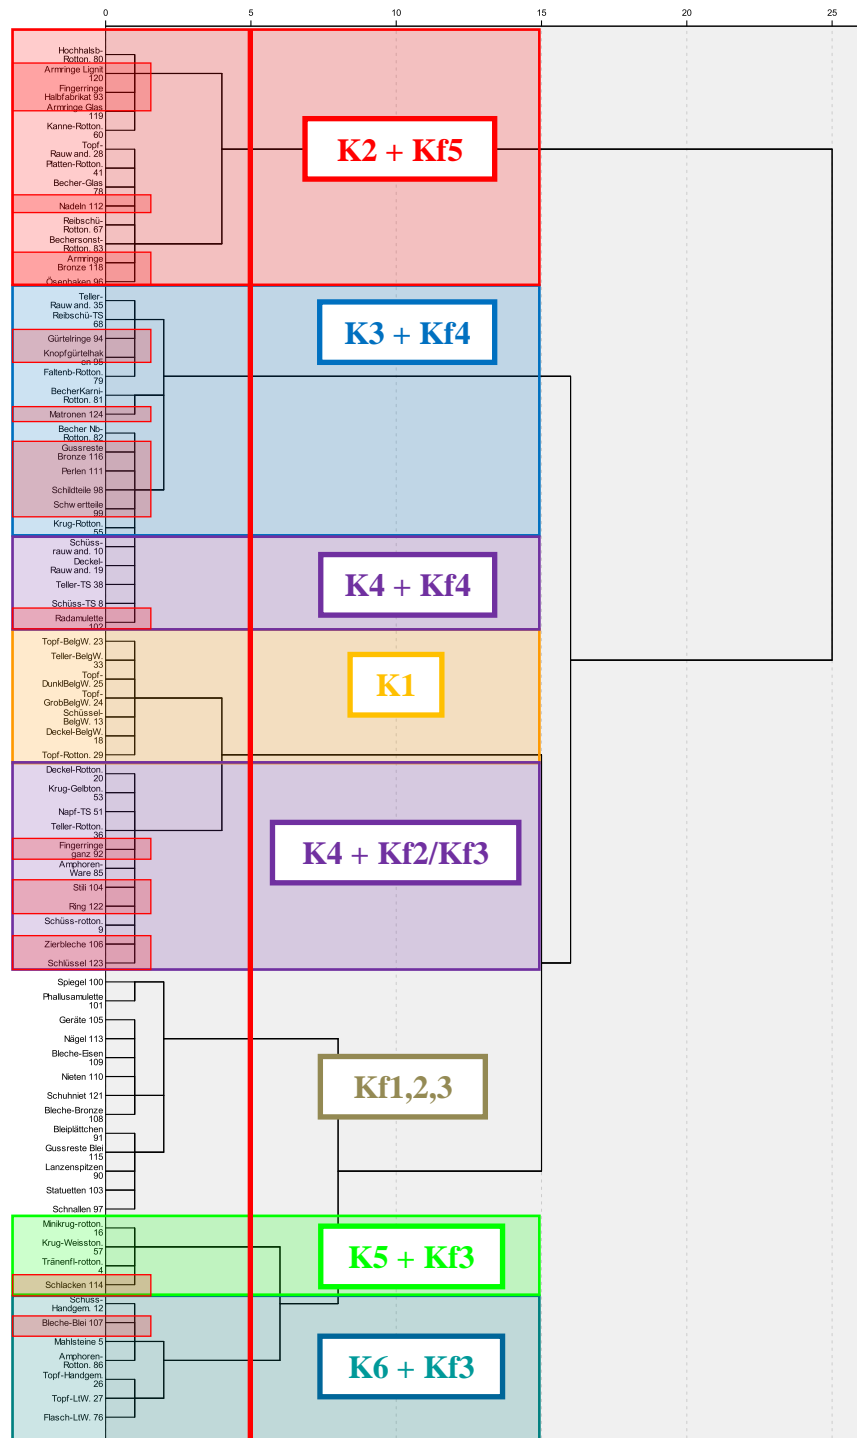 0 5 10 15 20 25
Hochhalsb-
Rotton. 80
Armringe Lignit
120
Fingerringe
Halbfabrikat 93
Armringe Glas
119
Kanne-Rotton.
60
Topf-
Rauwand. 28
Platten-Rotton.
41
Becher-Glas
78
Nadeln 112
Reibschü-
Rotton. 67
Bechersonst-
Rotton. 83
Armringe
Bronze 118
Ösenhaken 96
K2 + Kf5
Teller-
Rauwand. 35
Reibschü-TS
68
Gürtelringe 94
Knopfgürtelhak
en 95
Faltenb-Rotton.
79
BecherKarni-
Rotton. 81
Matronen 124
Becher Nb-
Rotton. 82
Gussreste
Bronze 116
Perlen 111
Schildteile 98
Schwertteile
99
Krug-Rotton.
55
K3 + Kf4
Schüss-
rauwand. 10
Deckel-
Rauwand. 19
Teller-TS 38
Schüss-TS 8
Radamulette
102
K4 + Kf4
Topf-BelgW. 23
Teller-BelgW.
33
Topf-
DunklBelgW. 25
Topf-
GrobBelgW. 24
Schüssel-
BelgW. 13
Deckel-BelgW.
18
Topf-Rotton. 29
K1
Deckel-Rotton.
20
Krug-Gelbton.
53
Napf-TS 51
Teller-Rotton.
36
Fingerringe
ganz 92
Amphoren-
Ware 85
Stili 104
Ring 122
Schüss-rotton.
9
Zierbleche 106
Schlüssel 123
K4 + Kf2/Kf3
Spiegel 100
Phallusamulette
101
Geräte 105
Nägel 113
Bleche-Eisen
109
Nieten 110
Schuhniet 121
Bleche-Bronze
108
Bleiplättchen
91
Gussreste Blei
115
Lanzenspitzen
90
Statuetten 103
Schnallen 97
Kf1,2,3
Minikrug-rotton.
16
Krug-Weisston.
57
Tränenfl-rotton.
4
Schlacken 114
K5 + Kf3
Schüss-
Handgem. 12
Bleche-Blei 107
Mahlsteine 5
Amphoren-
Rotton. 86
Topf-Handgem.
26
Topf-LtW. 27
Flasch-LtW. 76
K6 + Kf3